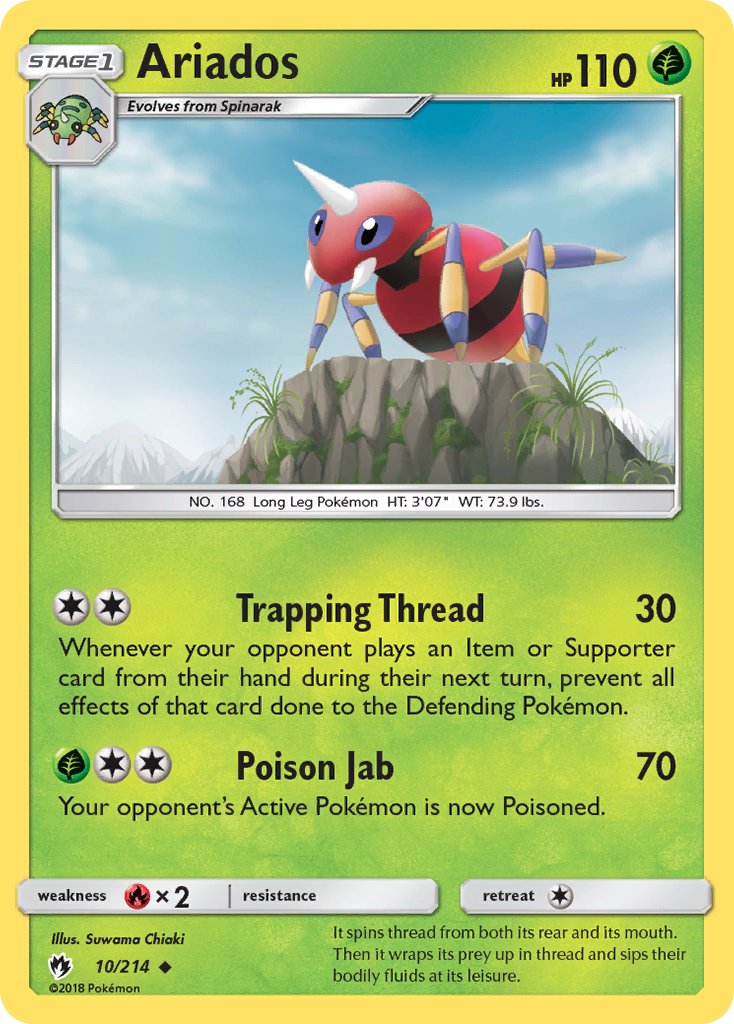 STAGE1
Ariados
HP 110
Evolves from Spinarak
NO. 168 Long Leg Pokémon HT: 3'07" WT: 73.9 lbs.
Trapping Thread 30
Whenever your opponent plays an Item or Supporter
card from their hand during their next turn, prevent all
effects of that card done to the Defending Pokémon.
Poison Jab 70
Your opponent's Active Pokémon is now Poisoned.
weakness ×2 resistance retreat
Illus. Suwama Chiaki
10/214
©2018 Pokémon
It spins thread from both its rear and its mouth.
Then it wraps its prey up in thread and sips their
bodily fluids at its leisure.